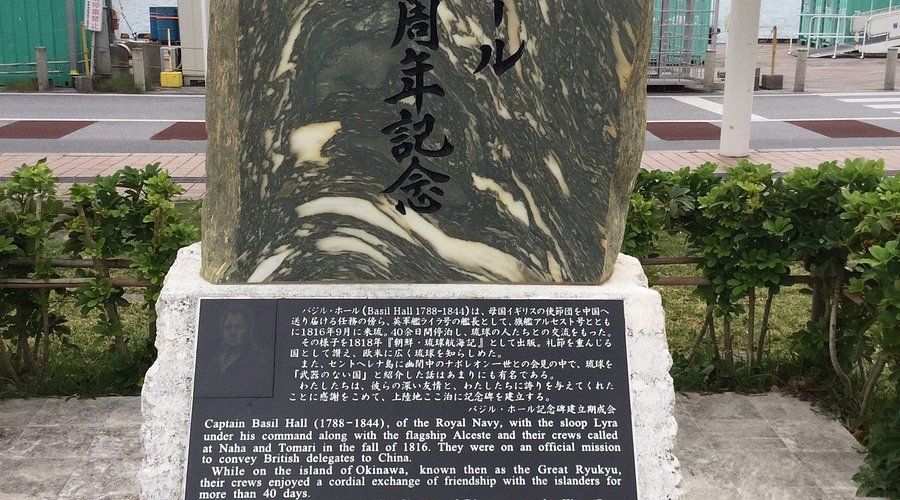 ール
周年記念
バジル・ホール(Basil Hall 1788-1844)は、母国イギリスの使節団を中国へ
送り届ける任務の傍ら、英軍艦ライラ号の艦長として、旗艦アルセスト号とともに
に1816年9月に来琉。40余日間停泊し、琉球の人たちとの交流をもった。
その様子を1818年『朝鮮・琉球航海記』として出版。礼節を重んじる
国として讃え、欧米に広く琉球を知らしめた。
また、セントヘレナ島に幽閉中のナポレオン一世との会見の中で、琉球を
『武器のない国』と紹介した話はあまりにも有名である。
わたしたちは、彼らの深い友情と、わたしたちに誇りを与えてくれた
ことに感謝をこめて、上陸地ここ泊に記念碑を建立する。
バジル・ホール記念碑建立期成会
Captain Basil Hall (1788-1844), of the Royal Navy, with the sloop Lyra
under his command along with the flagship Alceste and their crews called
at Naha and Tomari in the fall of 1816. They were on an official mission
to convey British delegates to China.
While on the island of Okinawa, known then as the Great Ryukyu,
their crews enjoyed a cordial exchange of friendship with the islanders for
more than 40 days.